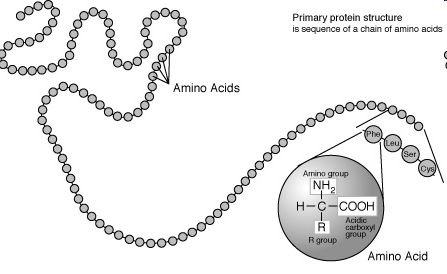 Primary protein structure
is sequence of a chain of amino acids
Amino Acids
Phe
Leu
Ser
Cys
Amino group
NH2
H–C–COOH
R
Acidic
carboxyl
group
R group
Amino Acid